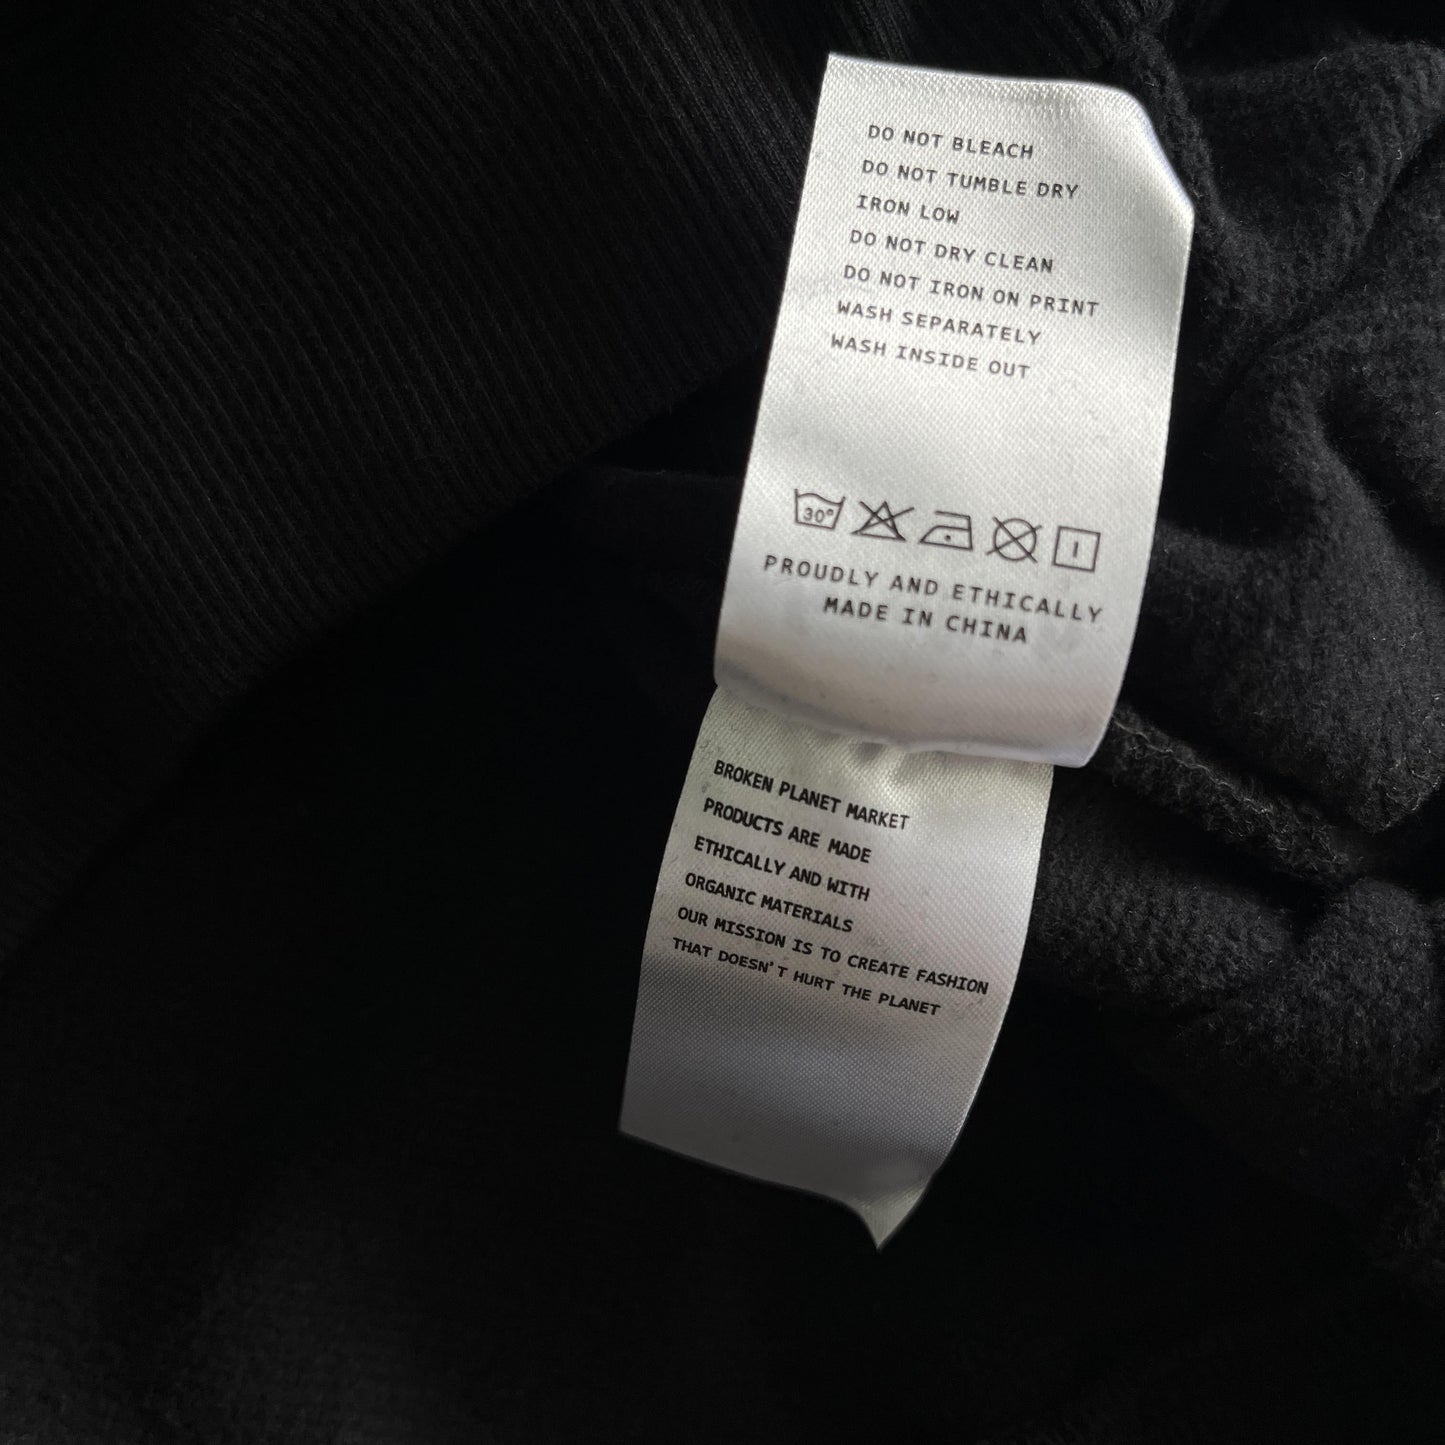 DO NOT BLEACH
DO NOT TUMBLE DRY
IRON LOW
DO NOT DRY CLEAN
DO NOT IRON ON PRINT
WASH SEPARATELY
WASH INSIDE OUT
30°
PROUDLY AND ETHICALLY
MADE IN CHINA
BROKEN PLANET MARKET
PRODUCTS ARE MADE
ETHICALLY AND WITH
ORGANIC MATERIALS
OUR MISSION IS TO CREATE FASHION
THAT DOESN'T HURT THE PLANET